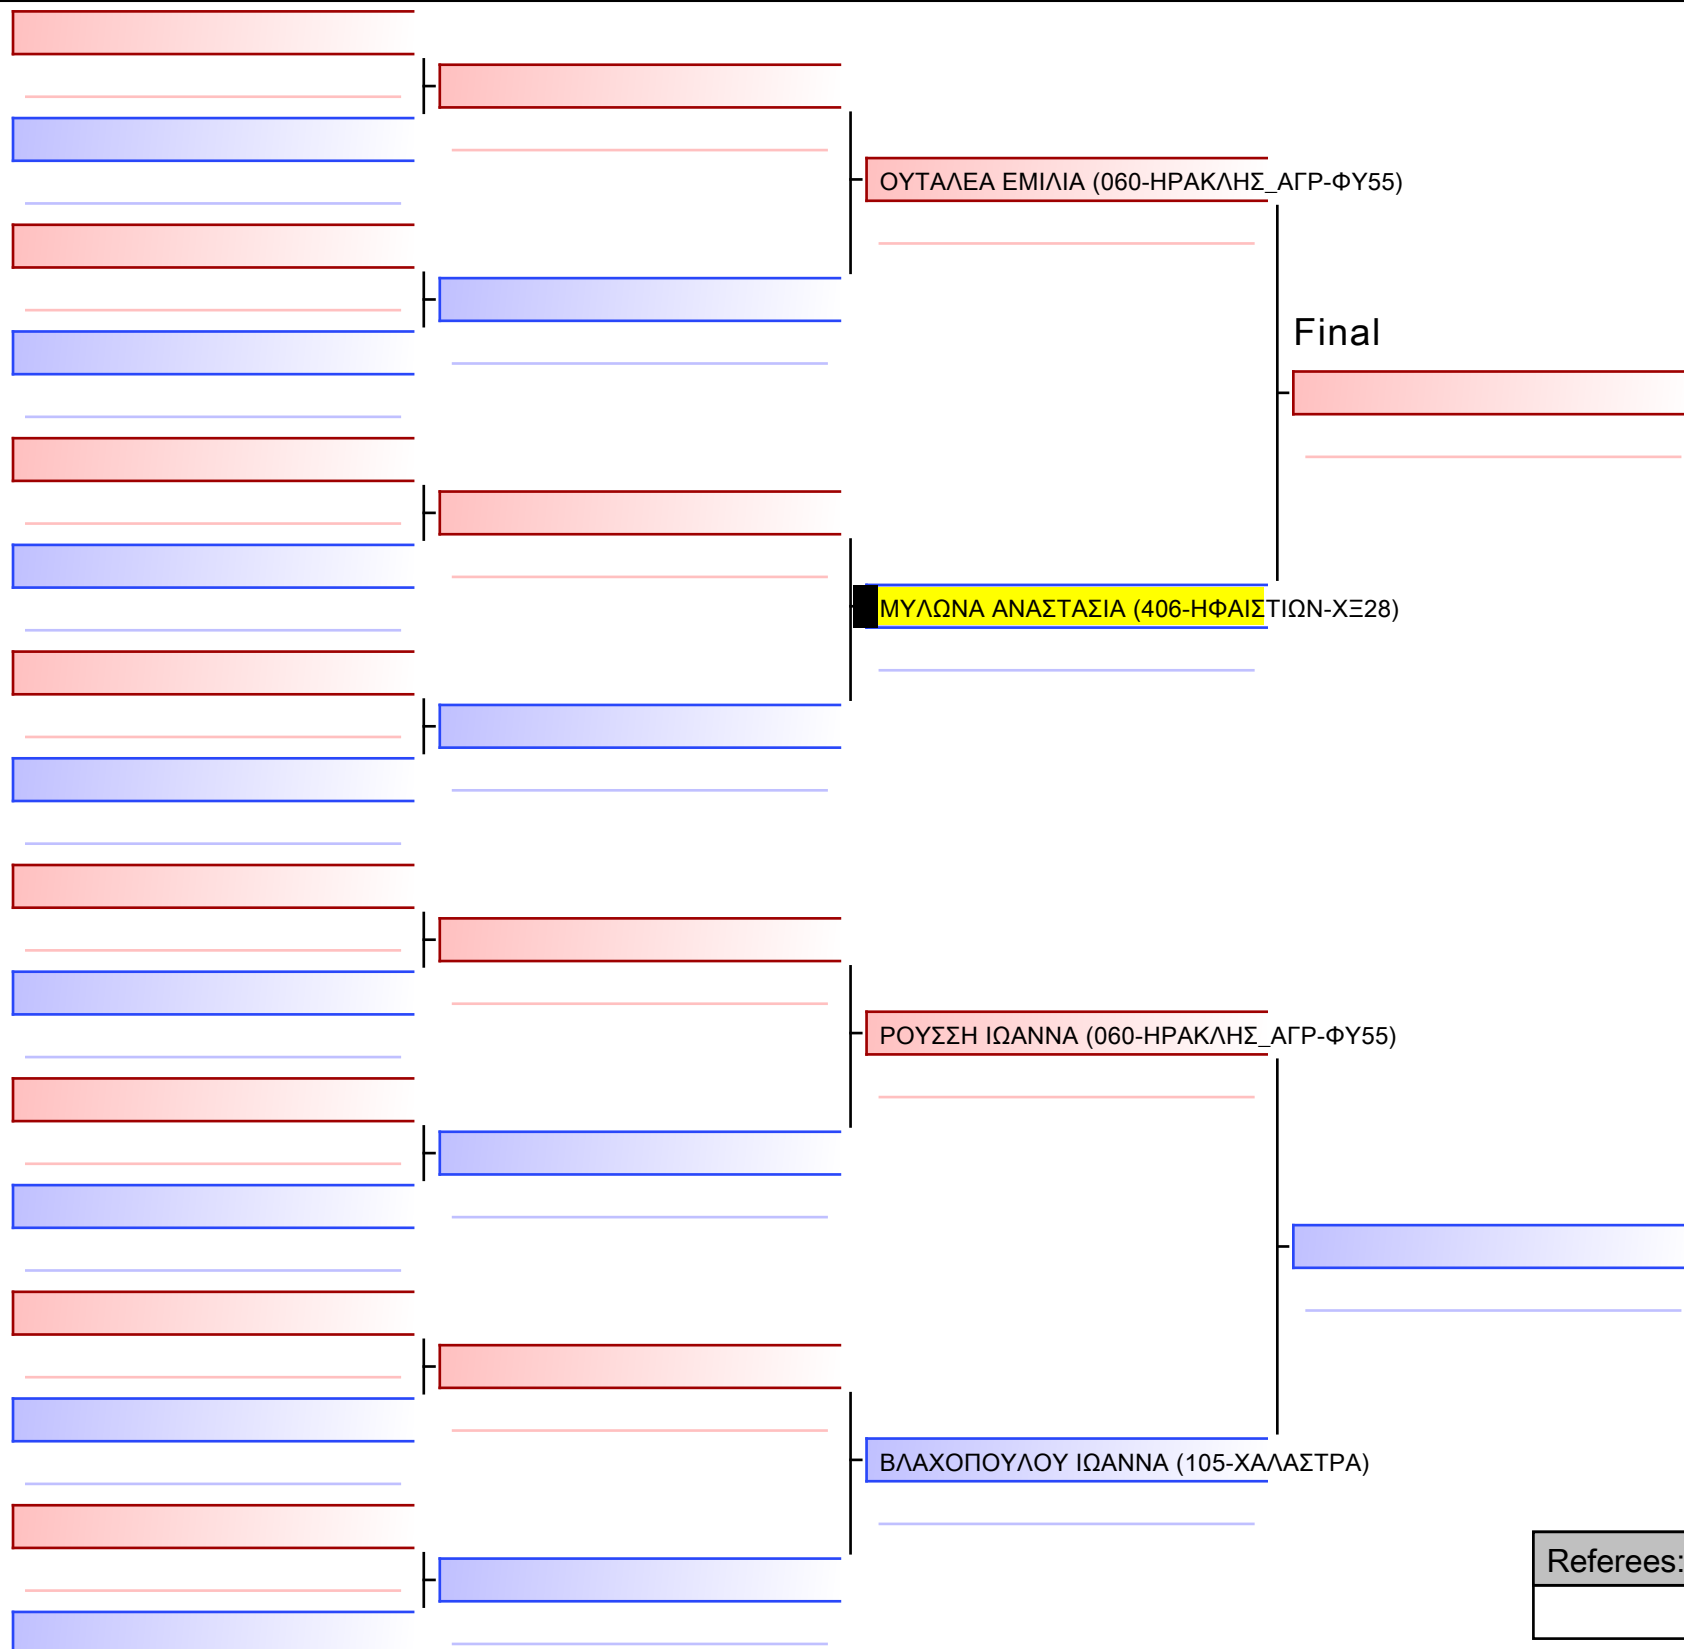 ΟΥΤΑΛΕΑ ΕΜΙΛΙΑ (060-ΗΡΑΚΛΗΣ_ΑΓΡ-ΦΥ55)
Final
ΜΥΛΩΝΑ ΑΝΑΣΤΑΣΙΑ (406-ΗΦΑΙΣΤΙΩΝ-ΧΞ28)
ΡΟΥΣΣΗ ΙΩΑΝΝΑ (060-ΗΡΑΚΛΗΣ_ΑΓΡ-ΦΥ55)
ΒΛΑΧΟΠΟΥΛΟΥ ΙΩΑΝΝΑ (105-ΧΑΛΑΣΤΡΑ)
Referees: